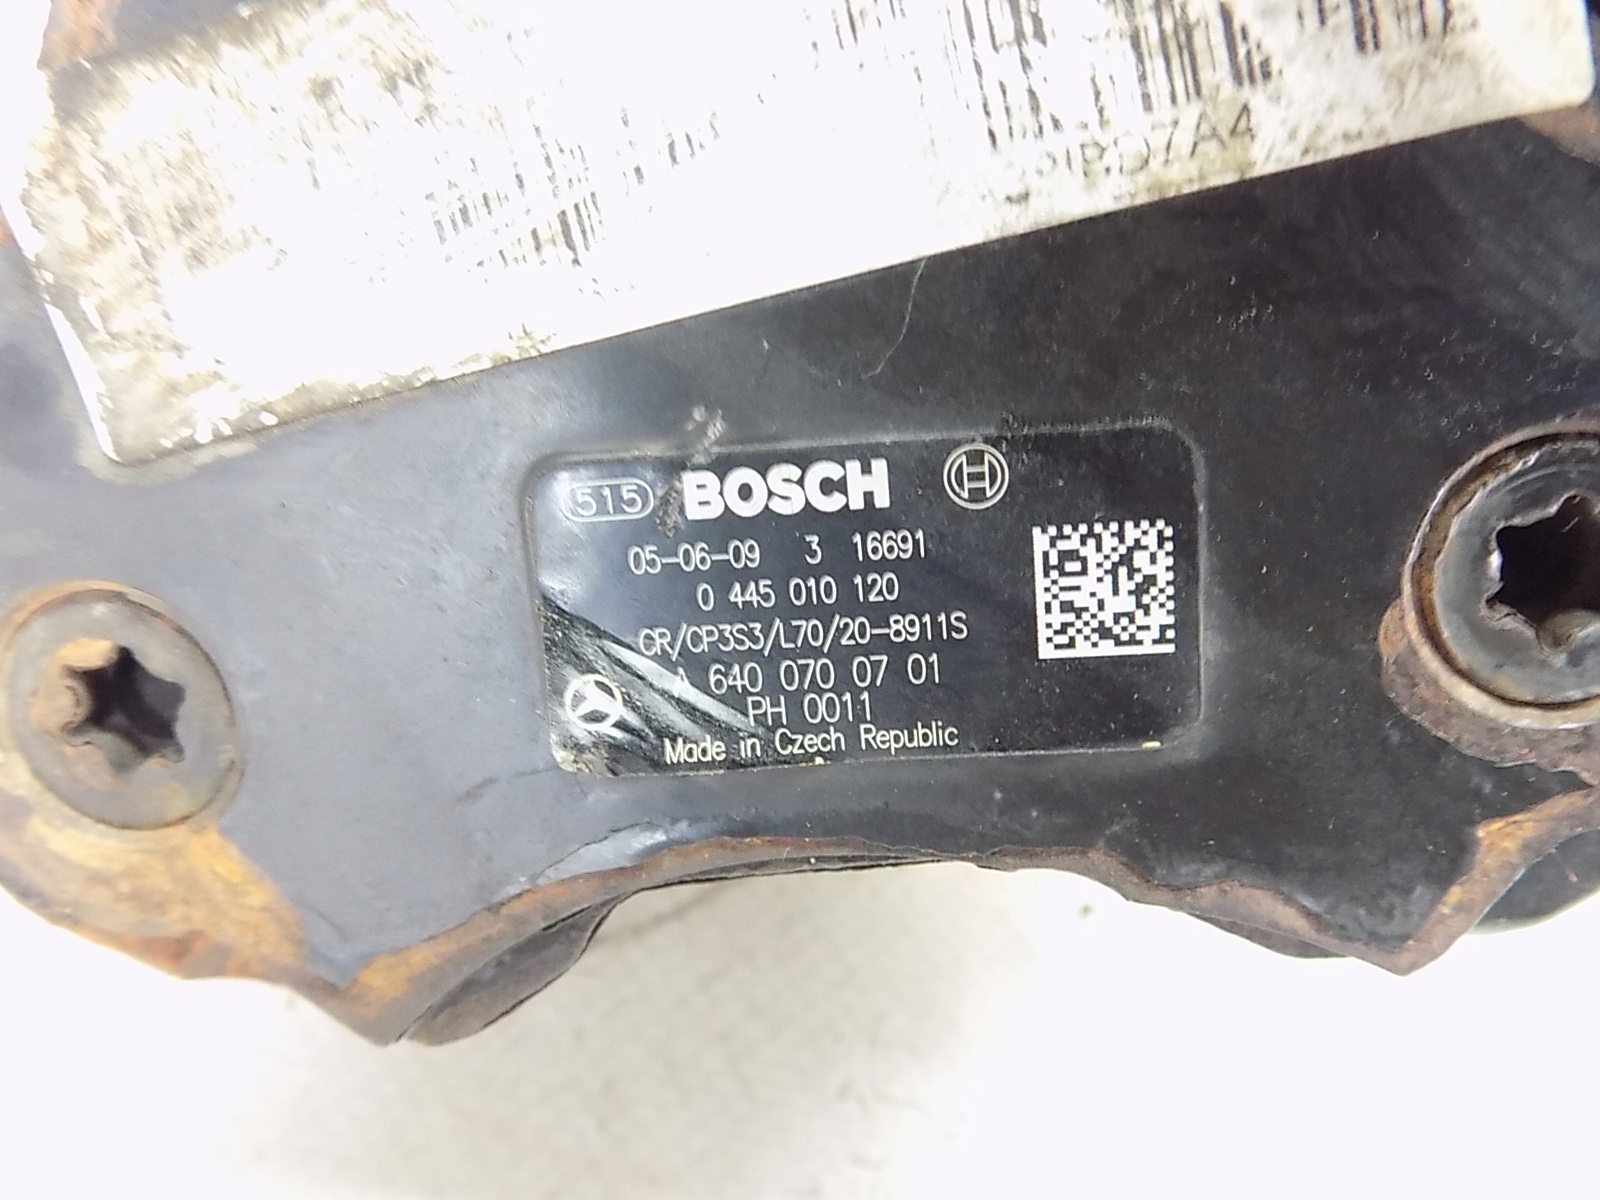 515 BOSCH
05-06-09 3 16691
0 445 010 120
CR/CP3S3/L70/20-8911S
A 640 070 07 01
PH 0011
Made in Czech Republic